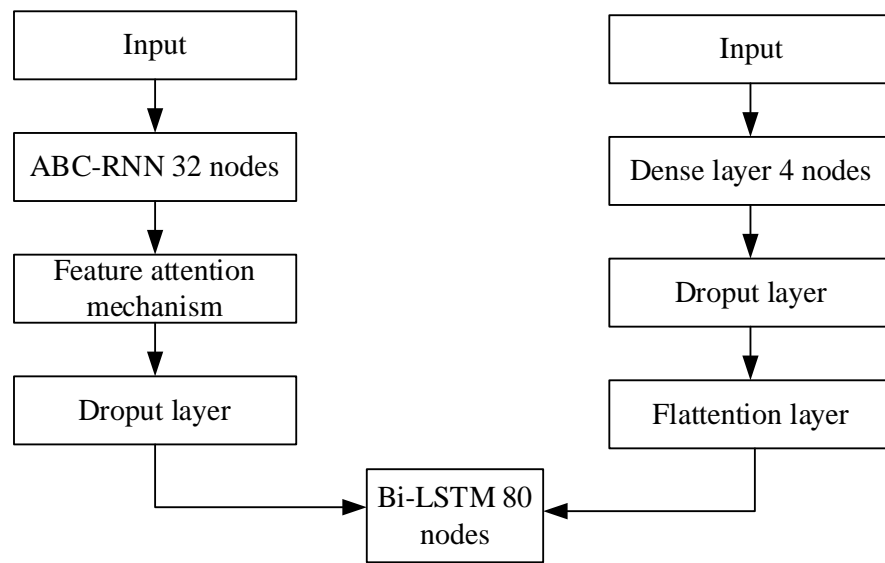 Input
ABC-RNN 32 nodes
Feature attention
mechanism
Droput layer
Input
Dense layer 4 nodes
Droput layer
Flattention layer
Bi-LSTM 80
nodes